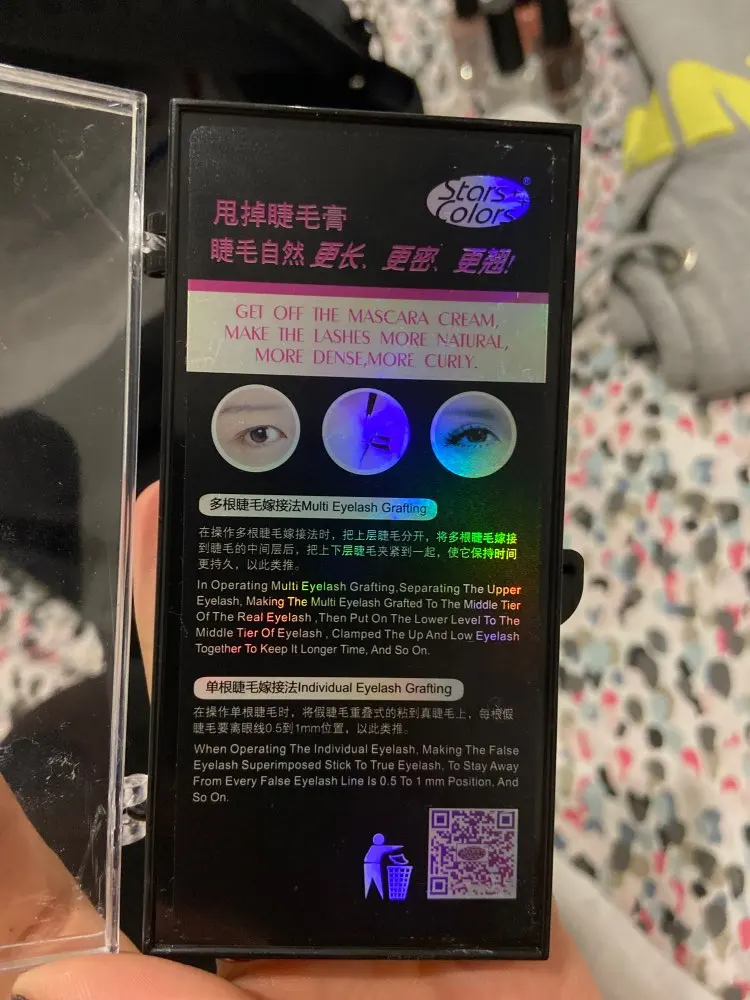 Stars
Colors
®
甩掉睫毛膏
睫毛自然 更长、更密、更翘!
GET OFF THE MASCARA CREAM,
MAKE THE LASHES MORE NATURAL,
MORE DENSE,MORE CURLY.
多根睫毛嫁接法Multi Eyelash Grafting
在操作多根睫毛嫁接法时，把上层睫毛分开，将多根睫毛嫁接
到睫毛的中间层后，把上下层睫毛夹紧到一起，使它保持时间
更持久，以此类推。
In Operating Multi Eyelash Grafting,Separating The Upper
Eyelash, Making The Multi Eyelash Grafted To The Middle Tier
Of The Real Eyelash ,Then Put On The Lower Level To The
Middle Tier Of Eyelash , Clamped The Up And Low Eyelash
Together To Keep It Longer Time, And So On.
单根睫毛嫁接法Individual Eyelash Grafting
在操作单根睫毛时，将假睫毛重叠式的粘到真睫毛上，每根假
睫毛要离眼线0.5到1mm位置，以此类推。
When Operating The Individual Eyelash, Making The False
Eyelash Superimposed Stick To True Eyelash, To Stay Away
From Every False Eyelash Line Is 0.5 To 1 mm Position, And
So On.